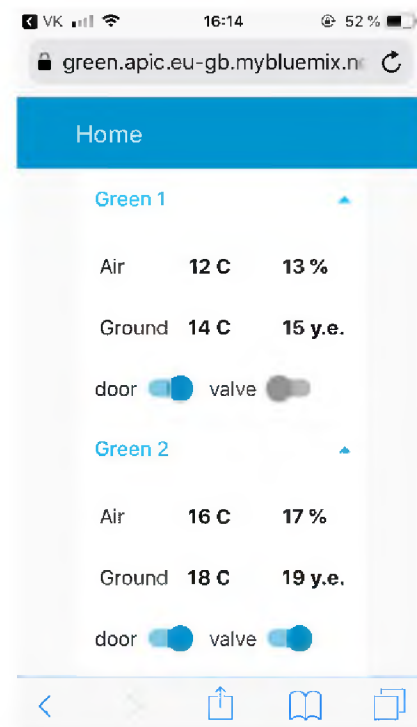 VK 16:14 52 %
green.apic.eu-gb.mybluemix.n
Home
Green 1
Air 12 C 13 %
Ground 14 C 15 y.e.
door valve
Green 2
Air 16 C 17 %
Ground 18 C 19 y.e.
door valve